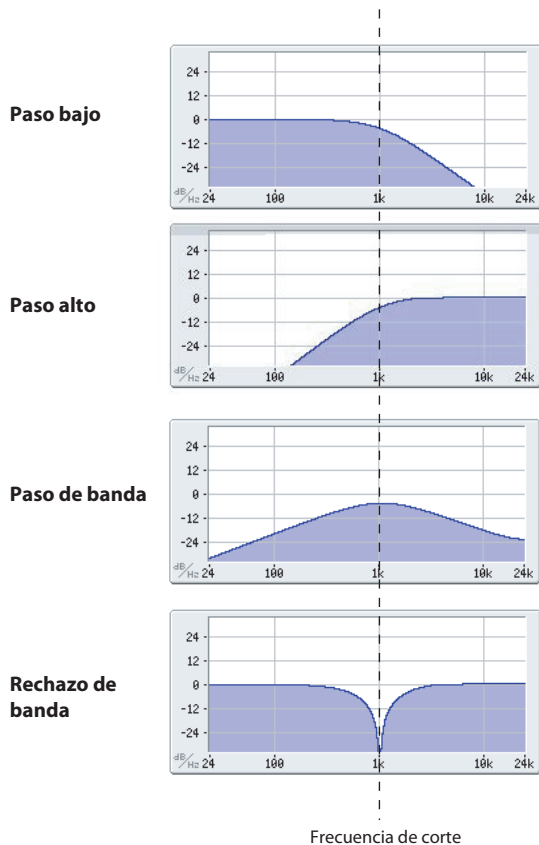 Paso bajo
24
12
0
-12
-24
dB/Hz 24 100 1k 10k 24k
Paso alto
24
12
0
-12
-24
dB/Hz 24 100 1k 10k 24k
Paso de banda
24
12
0
-12
-24
dB/Hz 24 100 1k 10k 24k
Rechazo de
banda
24
12
0
-12
-24
dB/Hz 24 100 1k 10k 24k
Frecuencia de corte